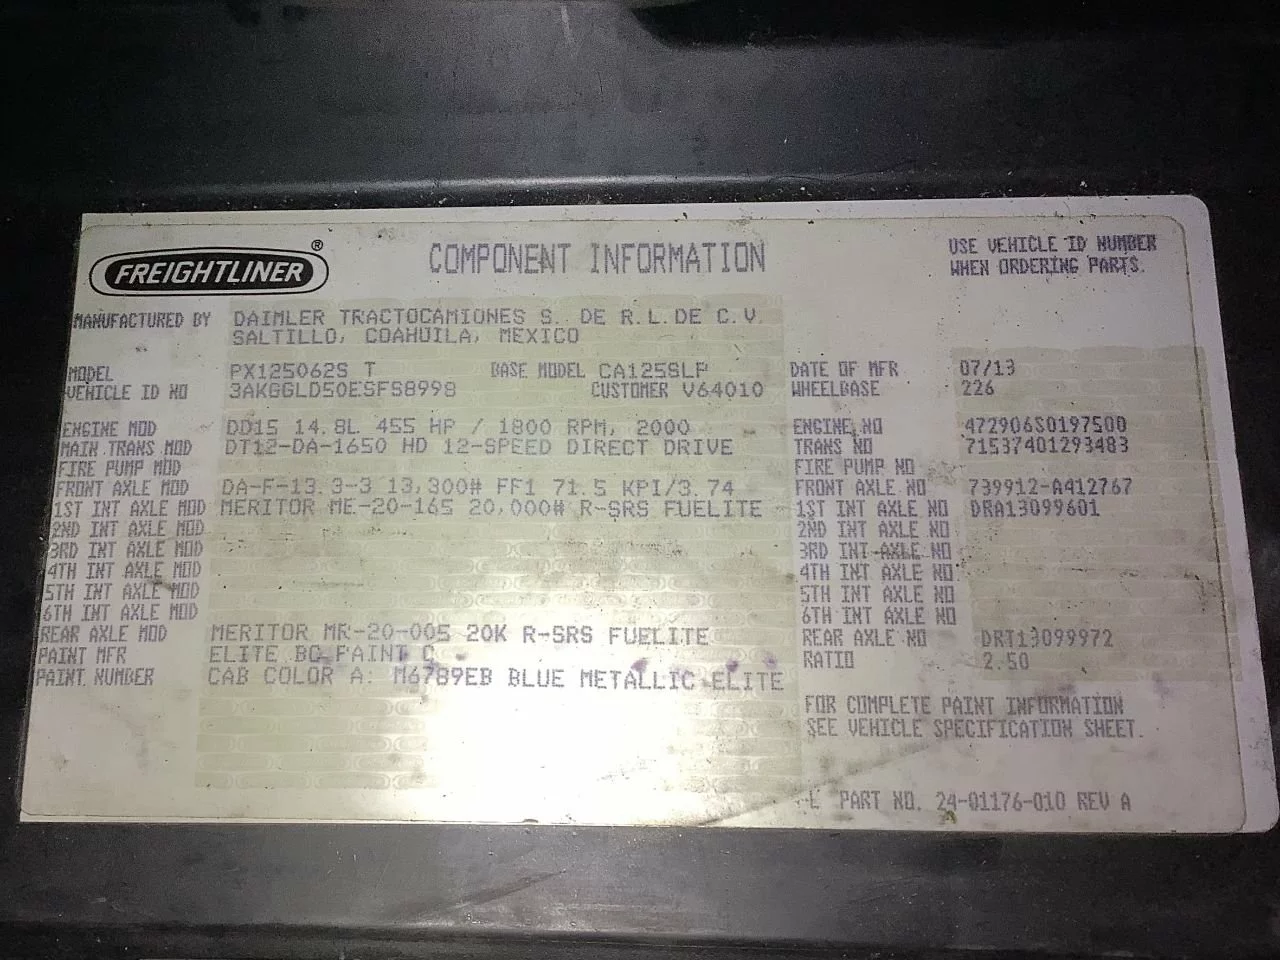 FREIGHTLINER ®
COMPONENT INFORMATION
USE VEHICLE ID NUMBER
WHEN ORDERING PARTS.
MANUFACTURED BY DAIMLER TRACTOCAMIONES S. DE R.L.DE C.V.
SALTILLO, COAHUILA, MEXICO
MODEL PX125062S T BASE MODEL CA125SLP DATE OF MFR 07/13
VEHICLE ID NO 3AKGGLD50ESFS8998 CUSTOMER V64010 WHEELBASE 226
ENGINE MOD DD15 14.8L 455 HP / 1800 RPM, 2000 ENGINE NO 472906S0197500
MAIN TRANS MOD DT12-DA-1650 HD 12-SPEED DIRECT DRIVE TRANS NO 71537401293483
FIRE PUMP MOD FIRE PUMP NO
FRONT AXLE MOD DA-F-13.3-3 13,300# FF1 71.5 KPI/3.74 FRONT AXLE NO 739912-A412767
1ST INT AXLE MOD MERITOR ME-20-165 20,000# R-SRS FUELITE 1ST INT AXLE NO DRA13099601
2ND INT AXLE MOD 2ND INT AXLE NO
3RD INT AXLE MOD 3RD INT AXLE NO
4TH INT AXLE MOD 4TH INT AXLE NO.
5TH INT AXLE MOD 5TH INT AXLE NO
6TH INT AXLE MOD 6TH INT AXLE NO
REAR AXLE MOD MERITOR MR-20-005 20K R-SRS FUELITE REAR AXLE NO DRT13099972
PAINT MFR ELITE BC PAINT C RATIO 2.50
PAINT NUMBER CAB COLOR A: M6789EB BLUE METALLIC ELITE
FOR COMPLETE PAINT INFORMATION
SEE VEHICLE SPECIFICATION SHEET.
PART NO. 24-01176-010 REV A